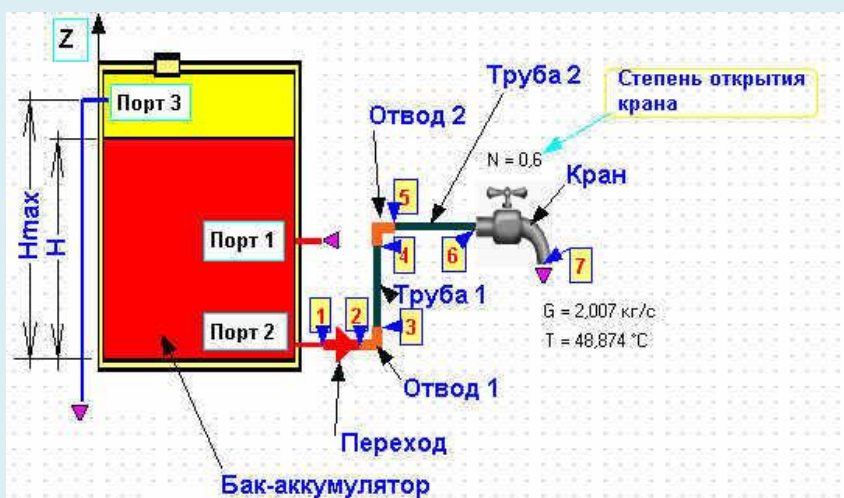 Z
Порт 3
Труба 2
Степень открытия
крана
Отвод 2
N = 0,6
Кран
Hmax
H
5
Порт 1
4
6
7
Труба 1
G = 2,007 кг/с
1
2
3
T = 48,874 °C
Порт 2
Отвод 1
Переход
Бак-аккумулятор